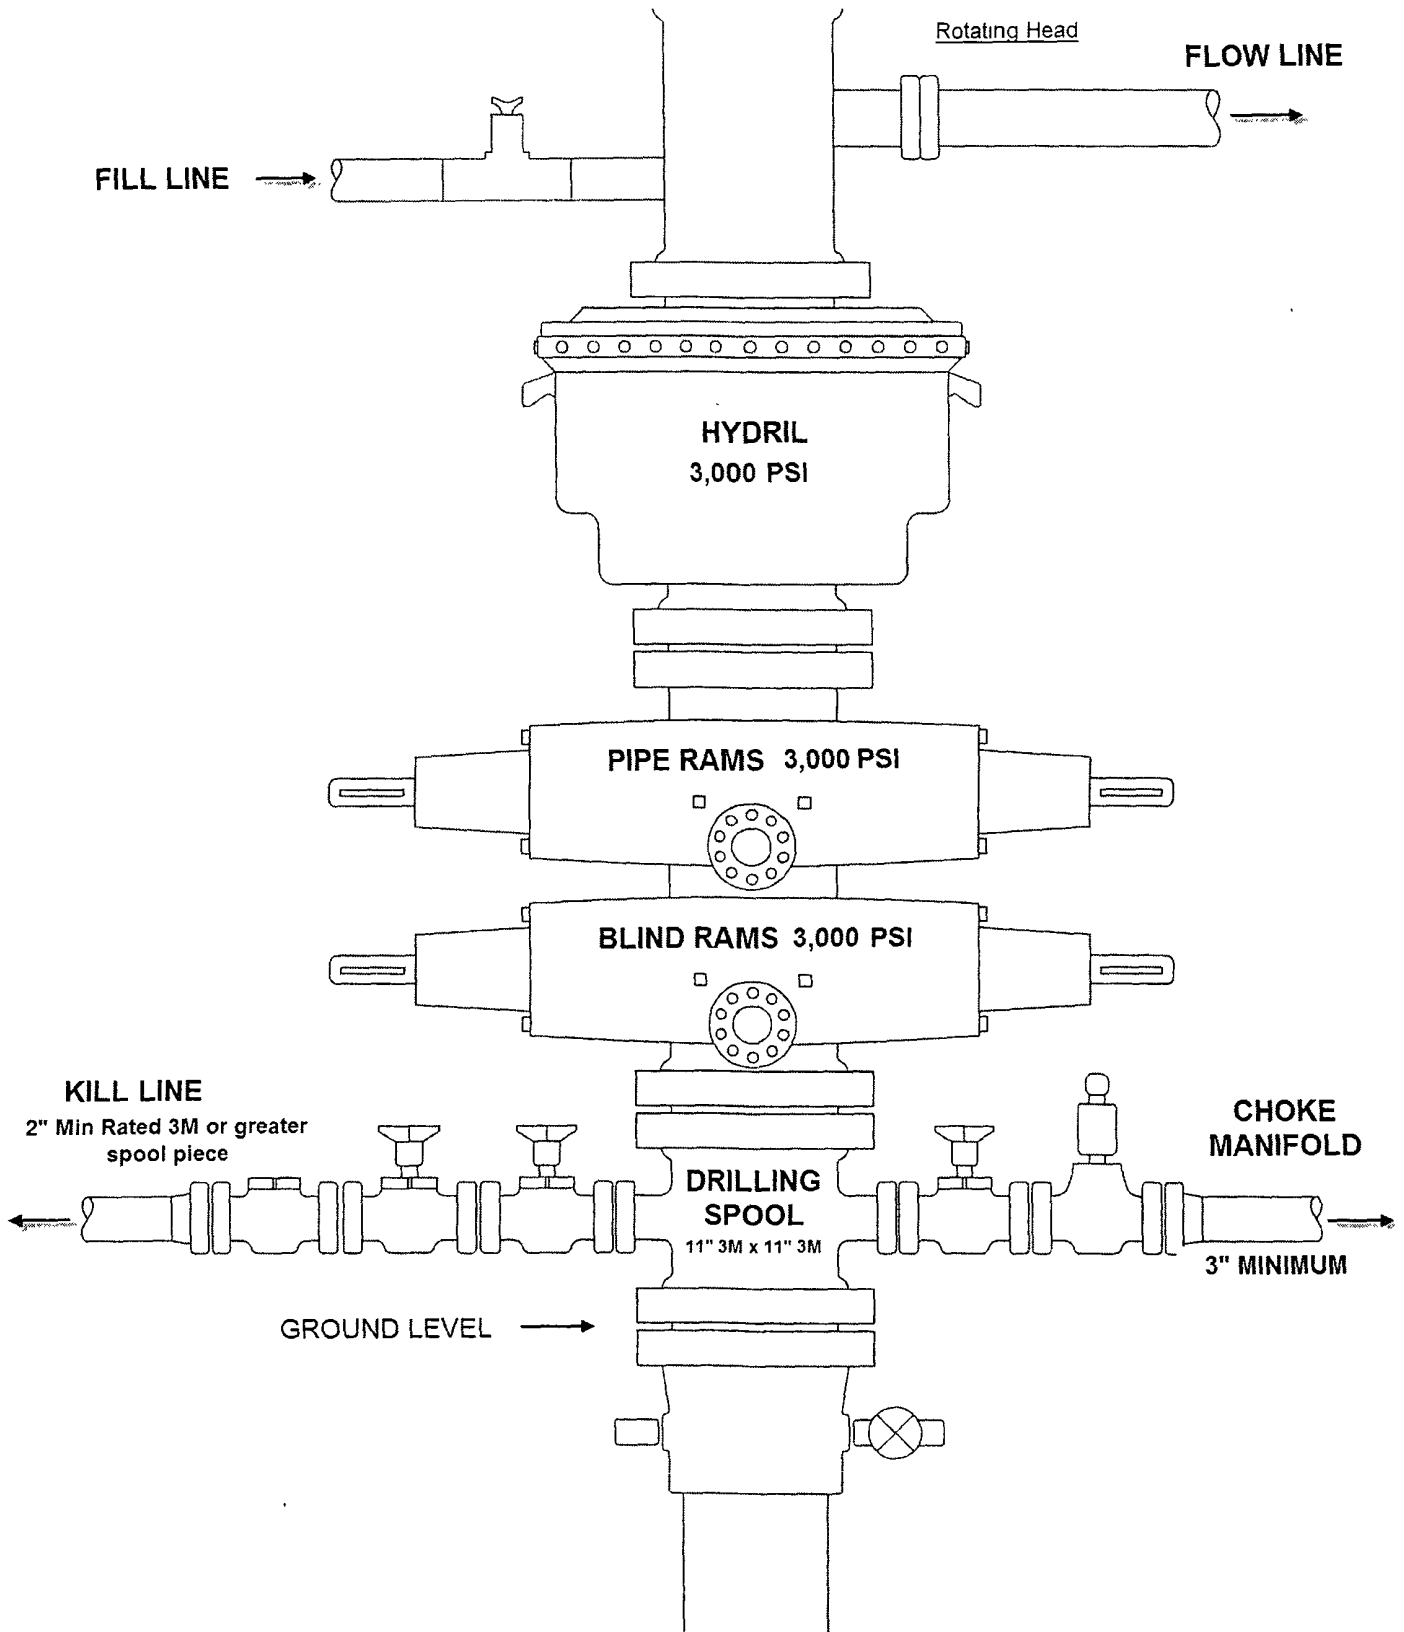 Rotating Head
FLOW LINE
FILL LINE
HYDRIL
3,000 PSI
PIPE RAMS 3,000 PSI
BLIND RAMS 3,000 PSI
KILL LINE
2" Min Rated 3M or greater
spool piece
CHOKE
MANIFOLD
DRILLING
SPOOL
11" 3M x 11" 3M
3" MINIMUM
GROUND LEVEL